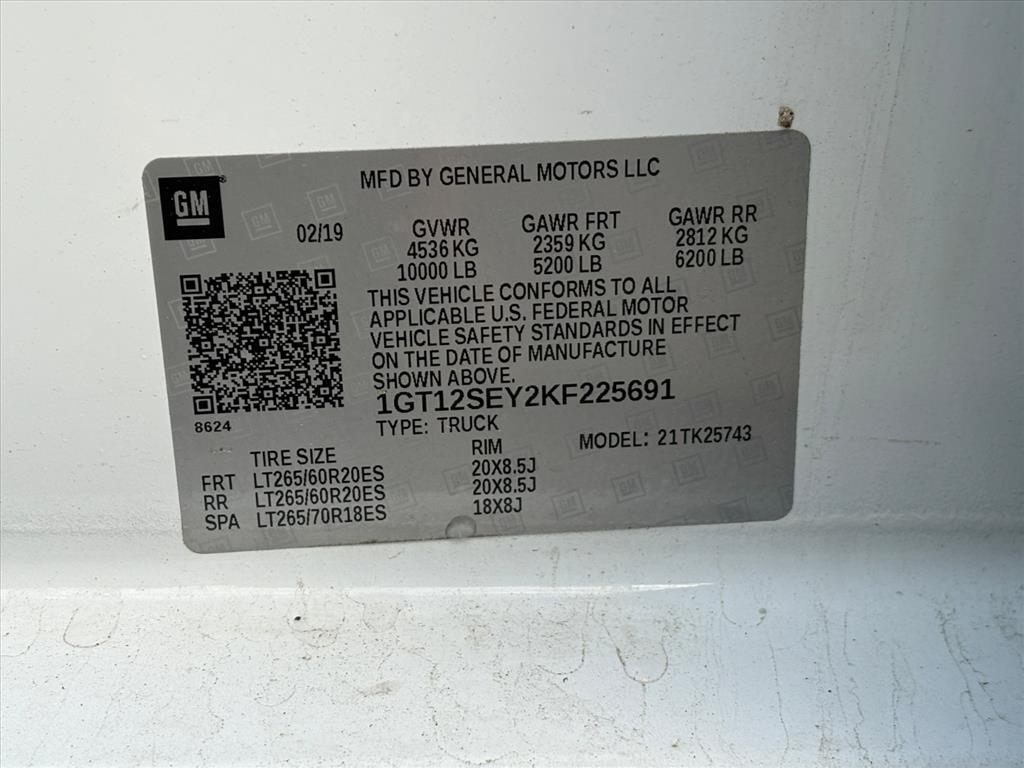 MFD BY GENERAL MOTORS LLC
GM
02/19
GVWR GAWR FRT GAWR RR
4536 KG 2359 KG 2812 KG
10000 LB 5200 LB 6200 LB
THIS VEHICLE CONFORMS TO ALL
APPLICABLE U.S. FEDERAL MOTOR
VEHICLE SAFETY STANDARDS IN EFFECT
ON THE DATE OF MANUFACTURE
SHOWN ABOVE.
1GT12SEY2KF225691
8624
TYPE: TRUCK MODEL: 21TK25743
TIRE SIZE RIM
FRT LT265/60R20ES 20X8.5J
RR LT265/60R20ES 20X8.5J
SPA LT265/70R18ES 18X8J